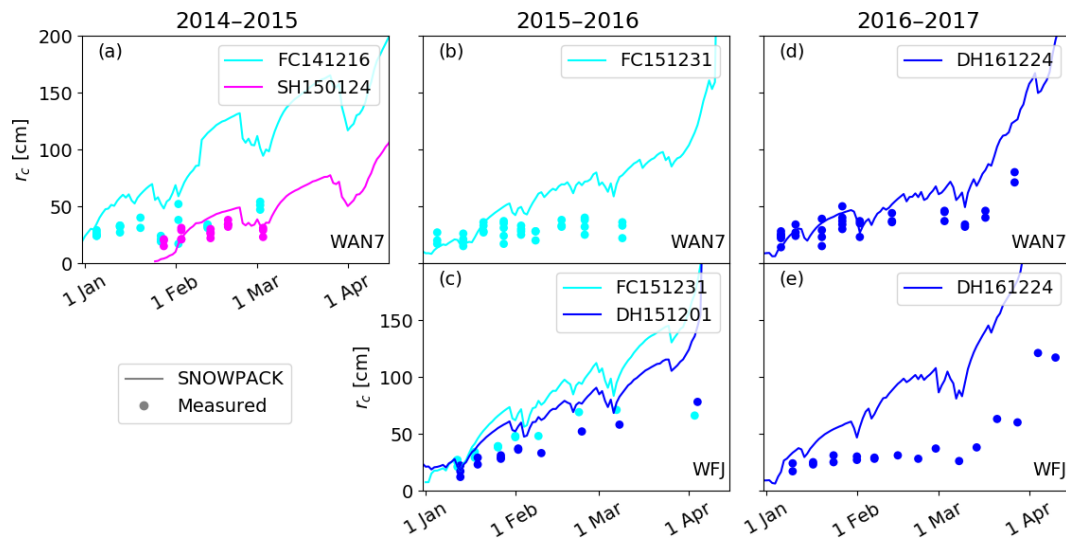 2014–2015
2015–2016
2016–2017
(a)
FC141216
SH150124
WAN7
r_c [cm]
200
150
100
50
0
1 Jan
1 Feb
1 Mar
1 Apr
(b)
FC151231
WAN7
(d)
DH161224
WAN7
SNOWPACK
Measured
(c)
FC151231
DH151201
WFJ
r_c [cm]
150
100
50
0
1 Jan
1 Feb
1 Mar
1 Apr
(e)
DH161224
WFJ
1 Jan
1 Feb
1 Mar
1 Apr